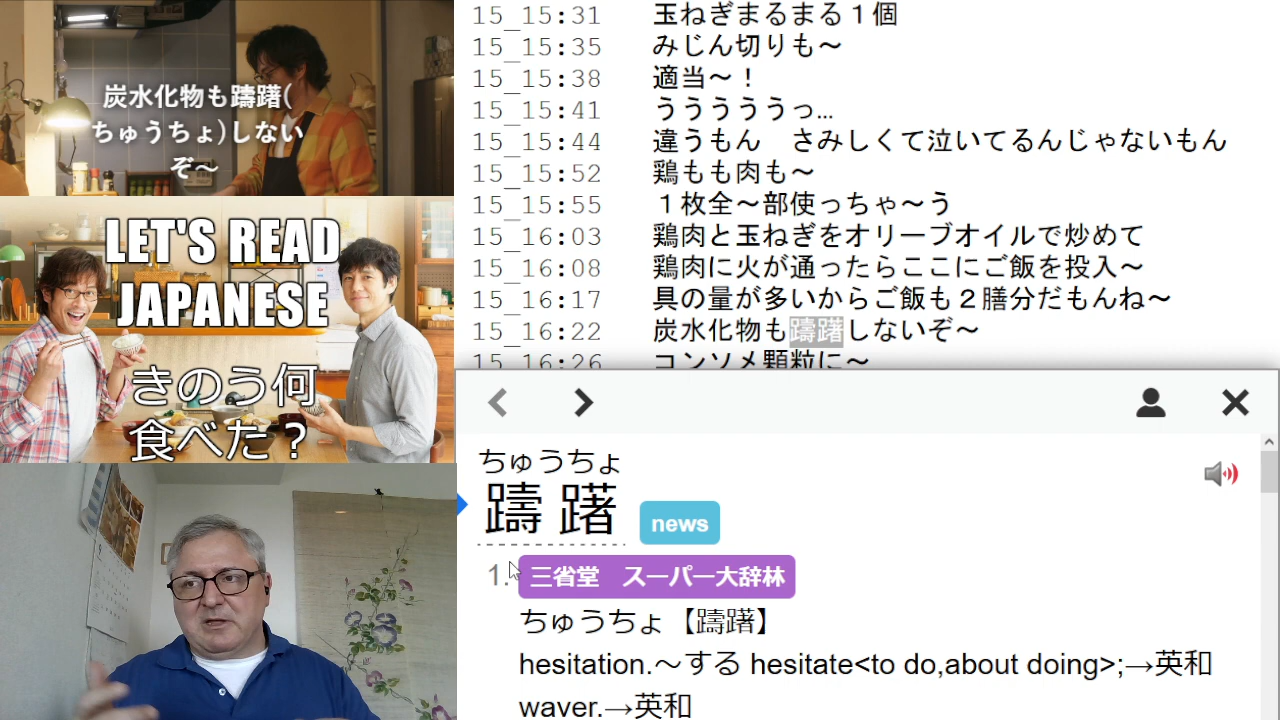 炭水化物も躊躇(
ちゅうちょ)しない
ぞ～
LET'S READ
JAPANESE
きのう何
食べた？
15_15:31 玉ねぎまるまる１個
15_15:35 みじん切りも～
15_15:38 適当～！
15_15:41 うううううっ…
15_15:44 違うもん　さみしくて泣いてるんじゃないもん
15_15:52 鶏もも肉も～
15_15:55 １枚全～部使っちゃ～う
15_16:03 鶏肉と玉ねぎをオリーブオイルで炒めて
15_16:08 鶏肉に火が通ったらここにご飯を投入～
15_16:17 具の量が多いからご飯も２膳分だもんね～
15_16:22 炭水化物も躊躇しないぞ～
15_16:26 コンソメ顆粒に～
ちゅうちょ
躊躇 news
1. 三省堂　スーパー大辞林
ちゅうちょ【躊躇】
hesitation.～する hesitate<to do,about doing>;→英和
waver.→英和